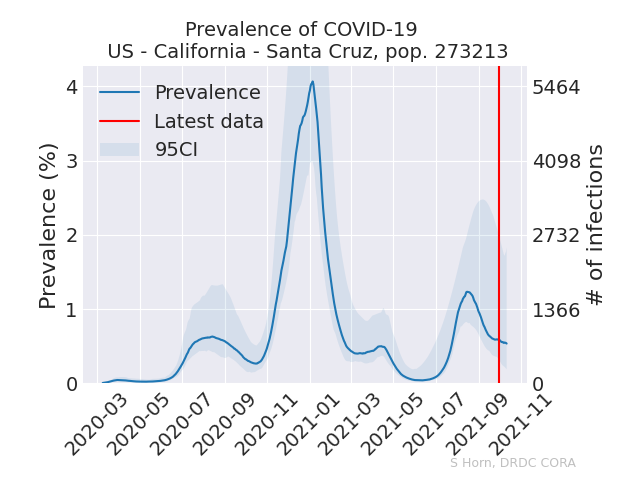 Prevalence of COVID-19
US - California - Santa Cruz, pop. 273213
Prevalence
Latest data
95CI
Prevalence (%)
4
3
2
1
0
5464
4098
2732
1366
0
# of infections
2020-03
2020-05
2020-07
2020-09
2020-11
2021-01
2021-03
2021-05
2021-07
2021-09
2021-11
S Horn, DRDC CORA